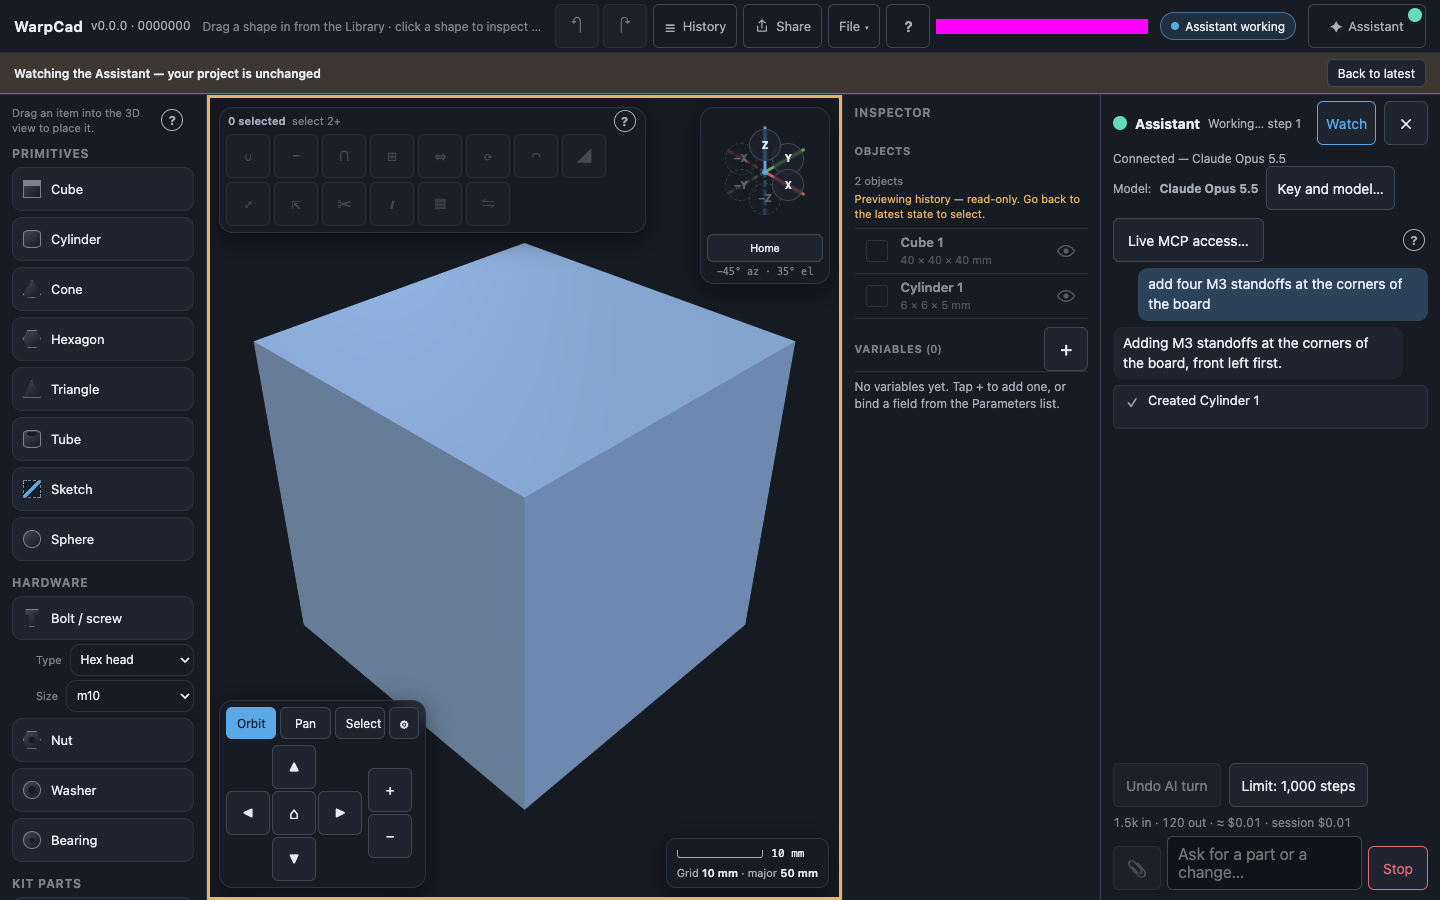 WarpCad v0.0.0 · 0000000 Drag a shape in from the Library · click a shape to inspect ...
History
Share
File
?
Assistant working
Assistant
Watching the Assistant — your project is unchanged
Back to latest
Drag an item into the 3D
view to place it.
?
PRIMITIVES
Cube
Cylinder
Cone
Hexagon
Triangle
Tube
Sketch
Sphere
HARDWARE
Bolt / screw
Type Hex head
Size m10
Nut
Washer
Bearing
KIT PARTS
0 selected select 2+
?
Z
Y
X
−X
−Y
−Z
Home
−45° az · 35° el
Orbit
Pan
Select
10 mm
Grid 10 mm · major 50 mm
INSPECTOR
OBJECTS
2 objects
Previewing history — read-only. Go back to
the latest state to select.
Cube 1
40 × 40 × 40 mm
Cylinder 1
6 × 6 × 5 mm
VARIABLES (0)
+
No variables yet. Tap + to add one, or
bind a field from the Parameters list.
Assistant Working... step 1
Watch
×
Connected — Claude Opus 5.5
Model: Claude Opus 5.5
Key and model...
Live MCP access...
?
add four M3 standoffs at the corners of
the board
Adding M3 standoffs at the corners of
the board, front left first.
Created Cylinder 1
Undo AI turn
Limit: 1,000 steps
1.5k in · 120 out · ≈ $0.01 · session $0.01
Ask for a part or a
change...
Stop